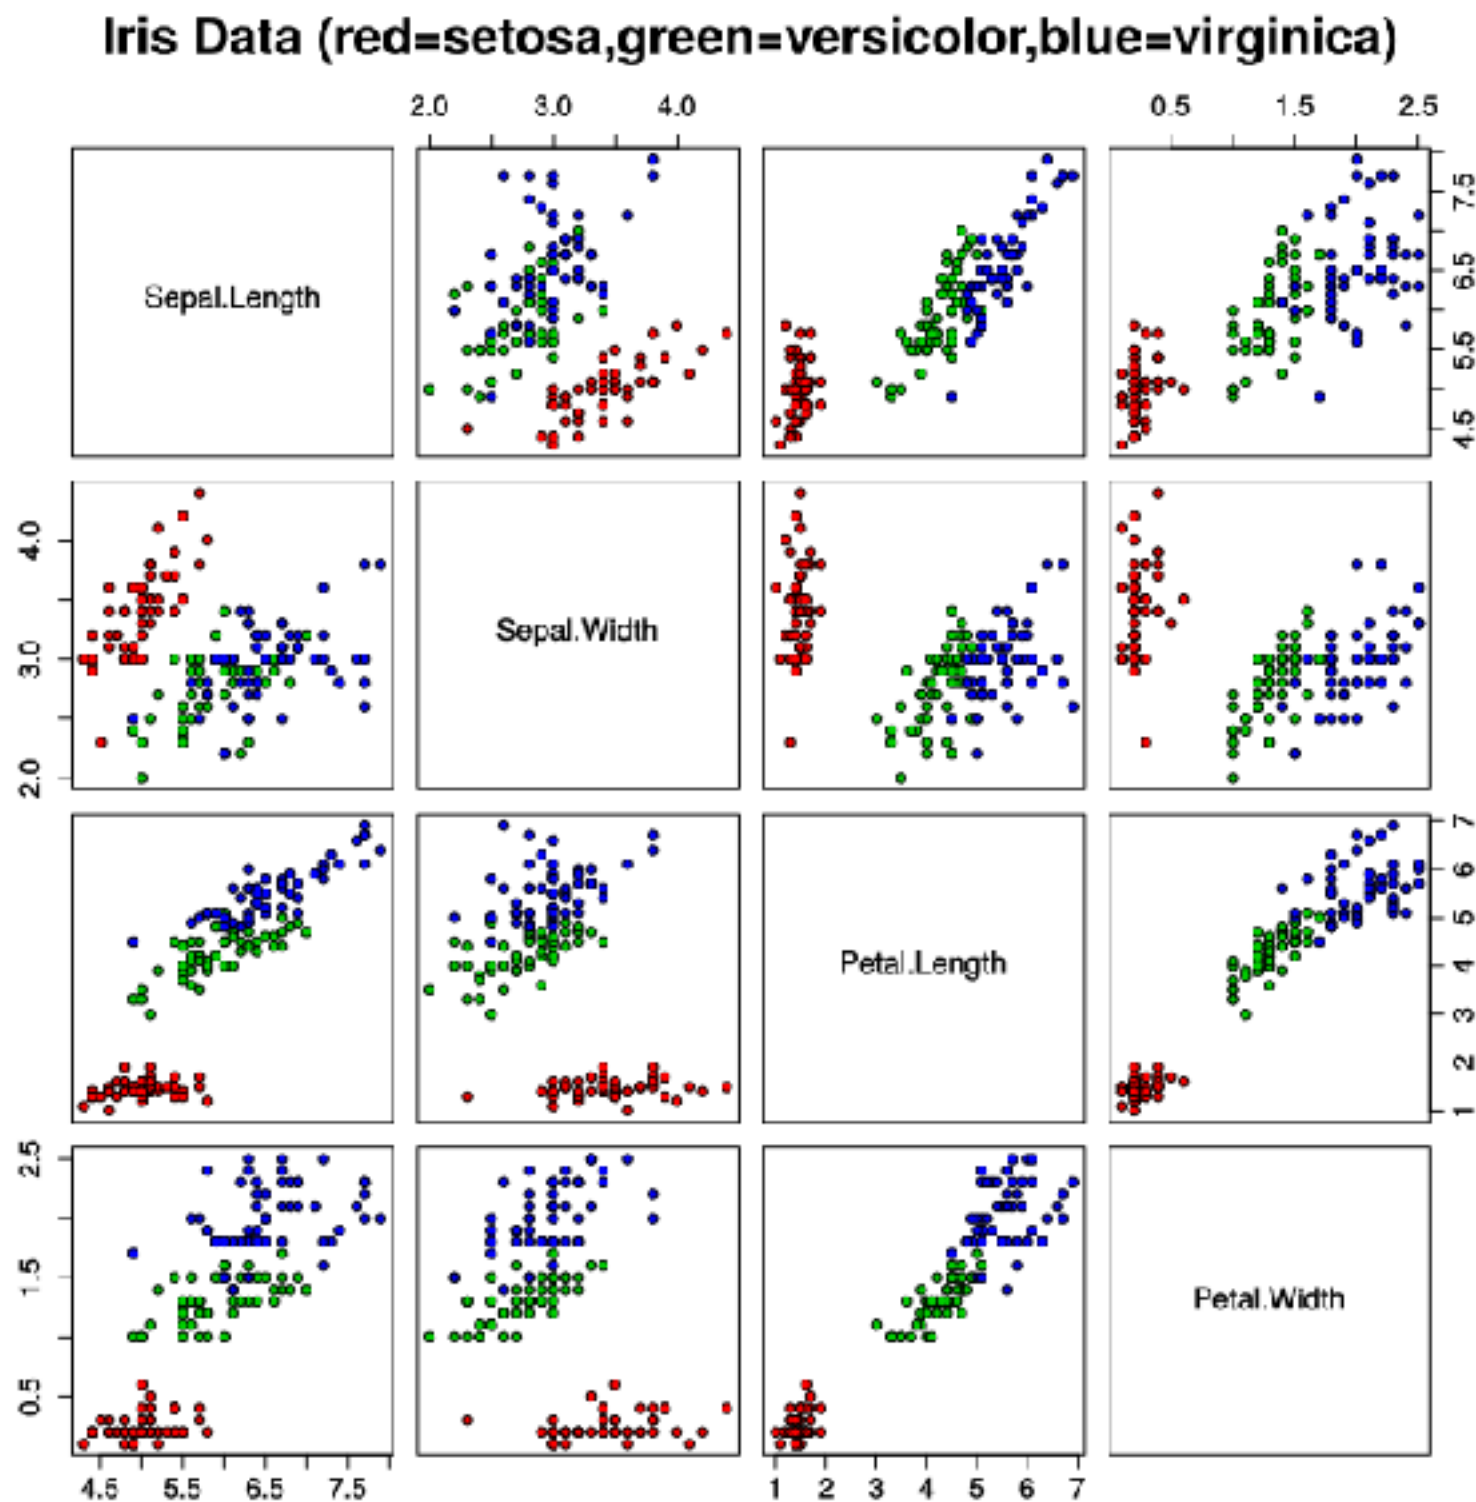 Iris Data (red=setosa,green=versicolor,blue=virginica)
2.0 3.0 4.0 0.5 1.5 2.5
Sepal.Length
4.5 5.5 6.5 7.5
2.0 3.0 4.0
Sepal.Width
Petal.Length
1 2 3 4 5 6 7
0.5 1.5 2.5
Petal.Width
4.5 5.5 6.5 7.5 1 2 3 4 5 6 7